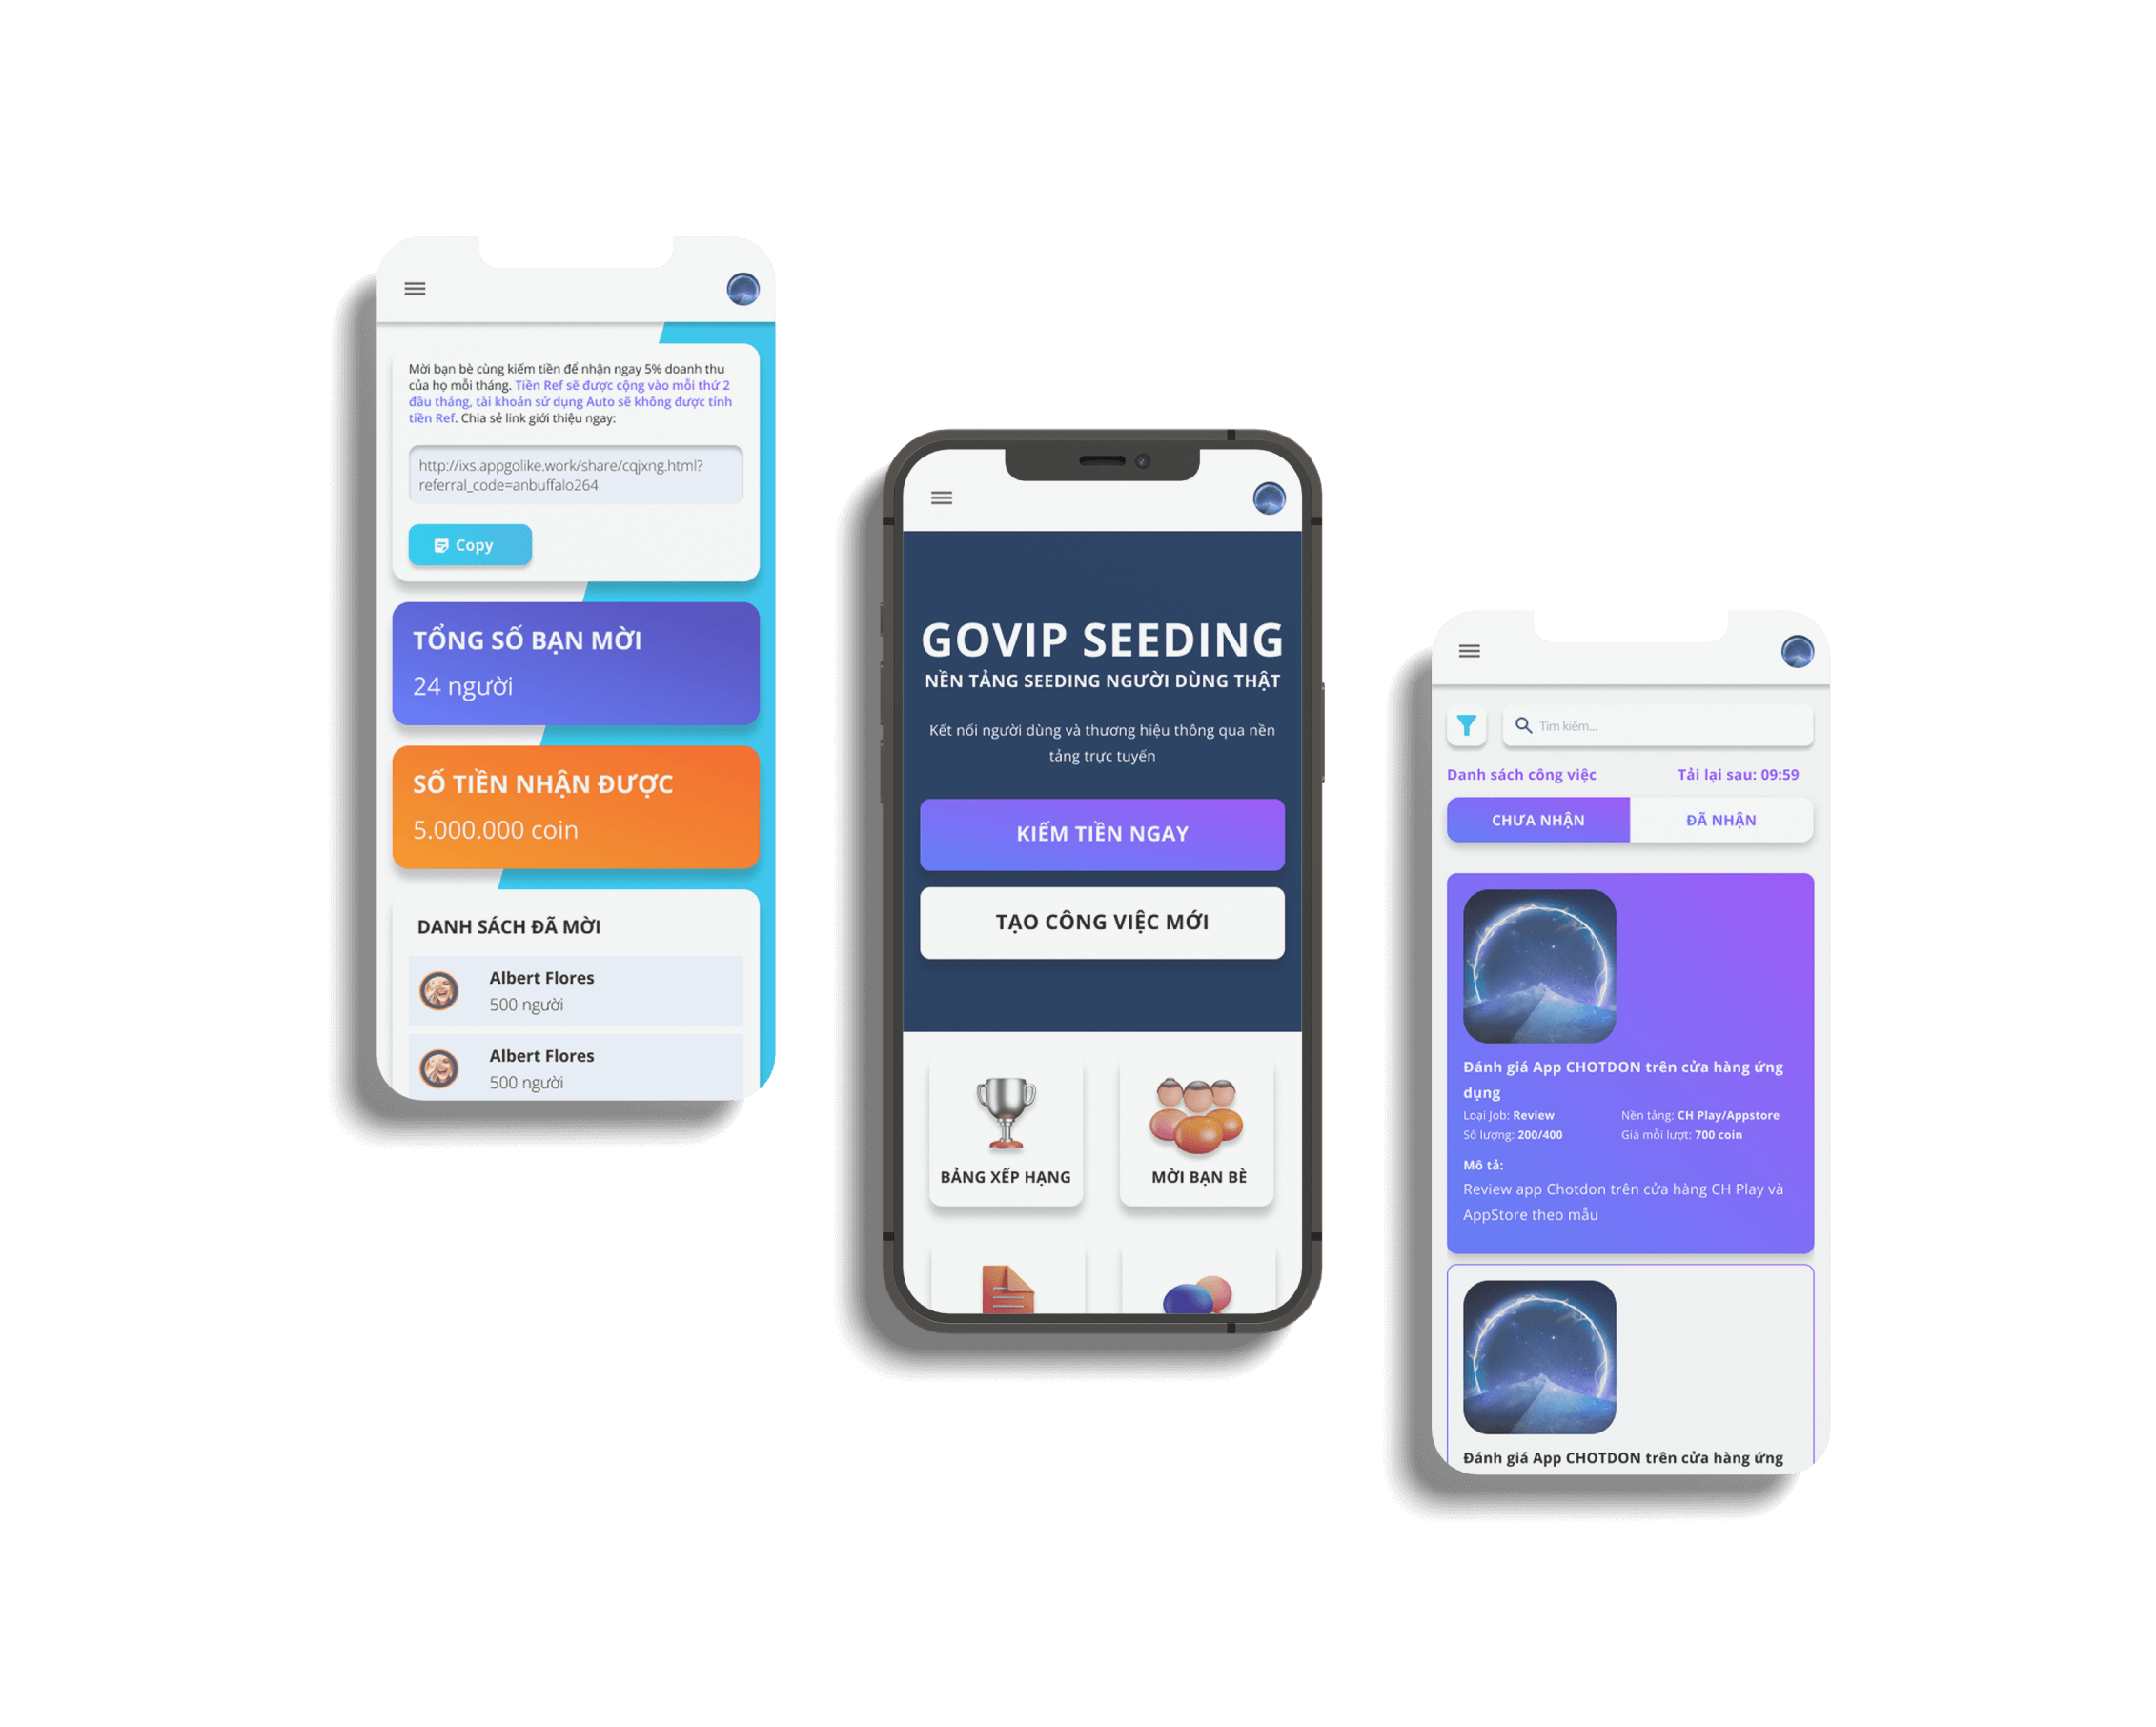 Mời bạn bè cùng kiếm tiền để nhận ngay 5% doanh thu
của họ mỗi tháng. Tiền Ref sẽ được cộng vào mỗi thứ 2
đầu tháng, tài khoản sử dụng Auto sẽ không được tính
tiền Ref. Chia sẻ link giới thiệu ngay:
http://ixs.appgolike.work/share/cqjxng.html?
referral_code=anbuffalo264
Copy
TỔNG SỐ BẠN MỜI
24 người
SỐ TIỀN NHẬN ĐƯỢC
5.000.000 coin
DANH SÁCH ĐÃ MỜI
Albert Flores
500 người
Albert Flores
500 người
GOVIP SEEDING
NỀN TẢNG SEEDING NGƯỜI DÙNG THẬT
Kết nối người dùng và thương hiệu thông qua nền
tảng trực tuyến
KIẾM TIỀN NGAY
TẠO CÔNG VIỆC MỚI
BẢNG XẾP HẠNG
MỜI BẠN BÈ
Tìm kiếm...
Danh sách công việc
Tải lại sau: 09:59
CHƯA NHẬN
ĐÃ NHẬN
Đánh giá App CHOTDON trên cửa hàng ứng
dụng
Loại Job: Review
Nền tảng: CH Play/Appstore
Số lượng: 200/400
Giá mỗi lượt: 700 coin
Mô tả:
Review app Chotdon trên cửa hàng CH Play và
AppStore theo mẫu
Đánh giá App CHOTDON trên cửa hàng ứng